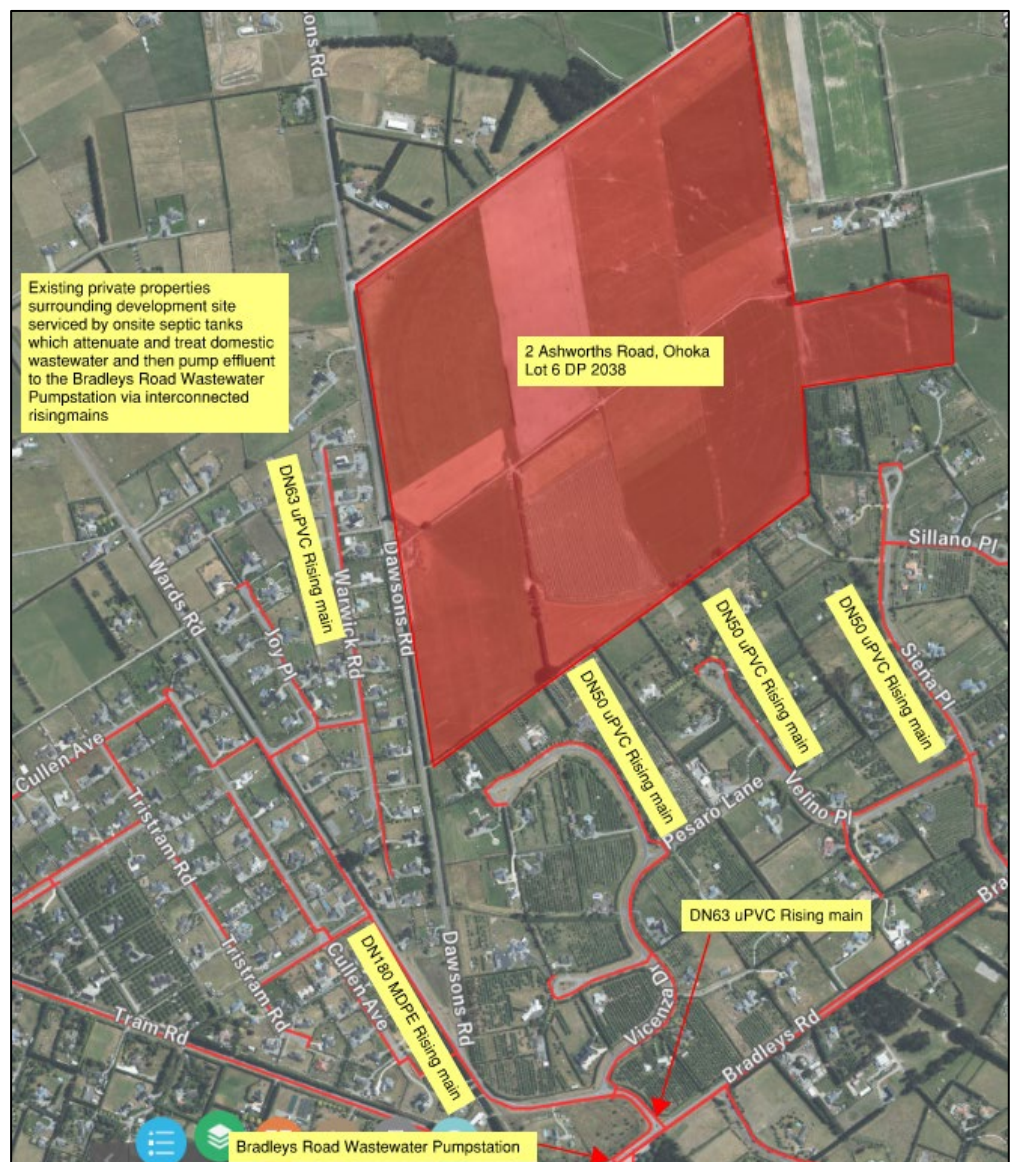 ons Rd
Existing private properties
surrounding development site
serviced by onsite septic tanks
which attenuate and treat domestic
wastewater and then pump effluent
to the Bradleys Road Wastewater
Pumpstation via interconnected
risingmains
2 Ashworths Road, Ohoka
Lot 6 DP 2038
DN63 uPVC Rising main
Wards Rd
Joy Pl
Warwick Rd
Dawsons Rd
Sillano Pl
DN50 uPVC Rising main
DN50 uPVC Rising main
DN50 uPVC Rising main
Siena Pl
Cullen Ave
Tristram Rd
Pesaro Lane
Velino Pl
Bra
DN63 uPVC Rising main
Tristram Rd
Cullen Ave
DN180 MDPE Rising main
Dawsons Rd
Vicenza Dr
Tram Rd
Bradleys Rd
Bradleys Road Wastewater Pumpstation